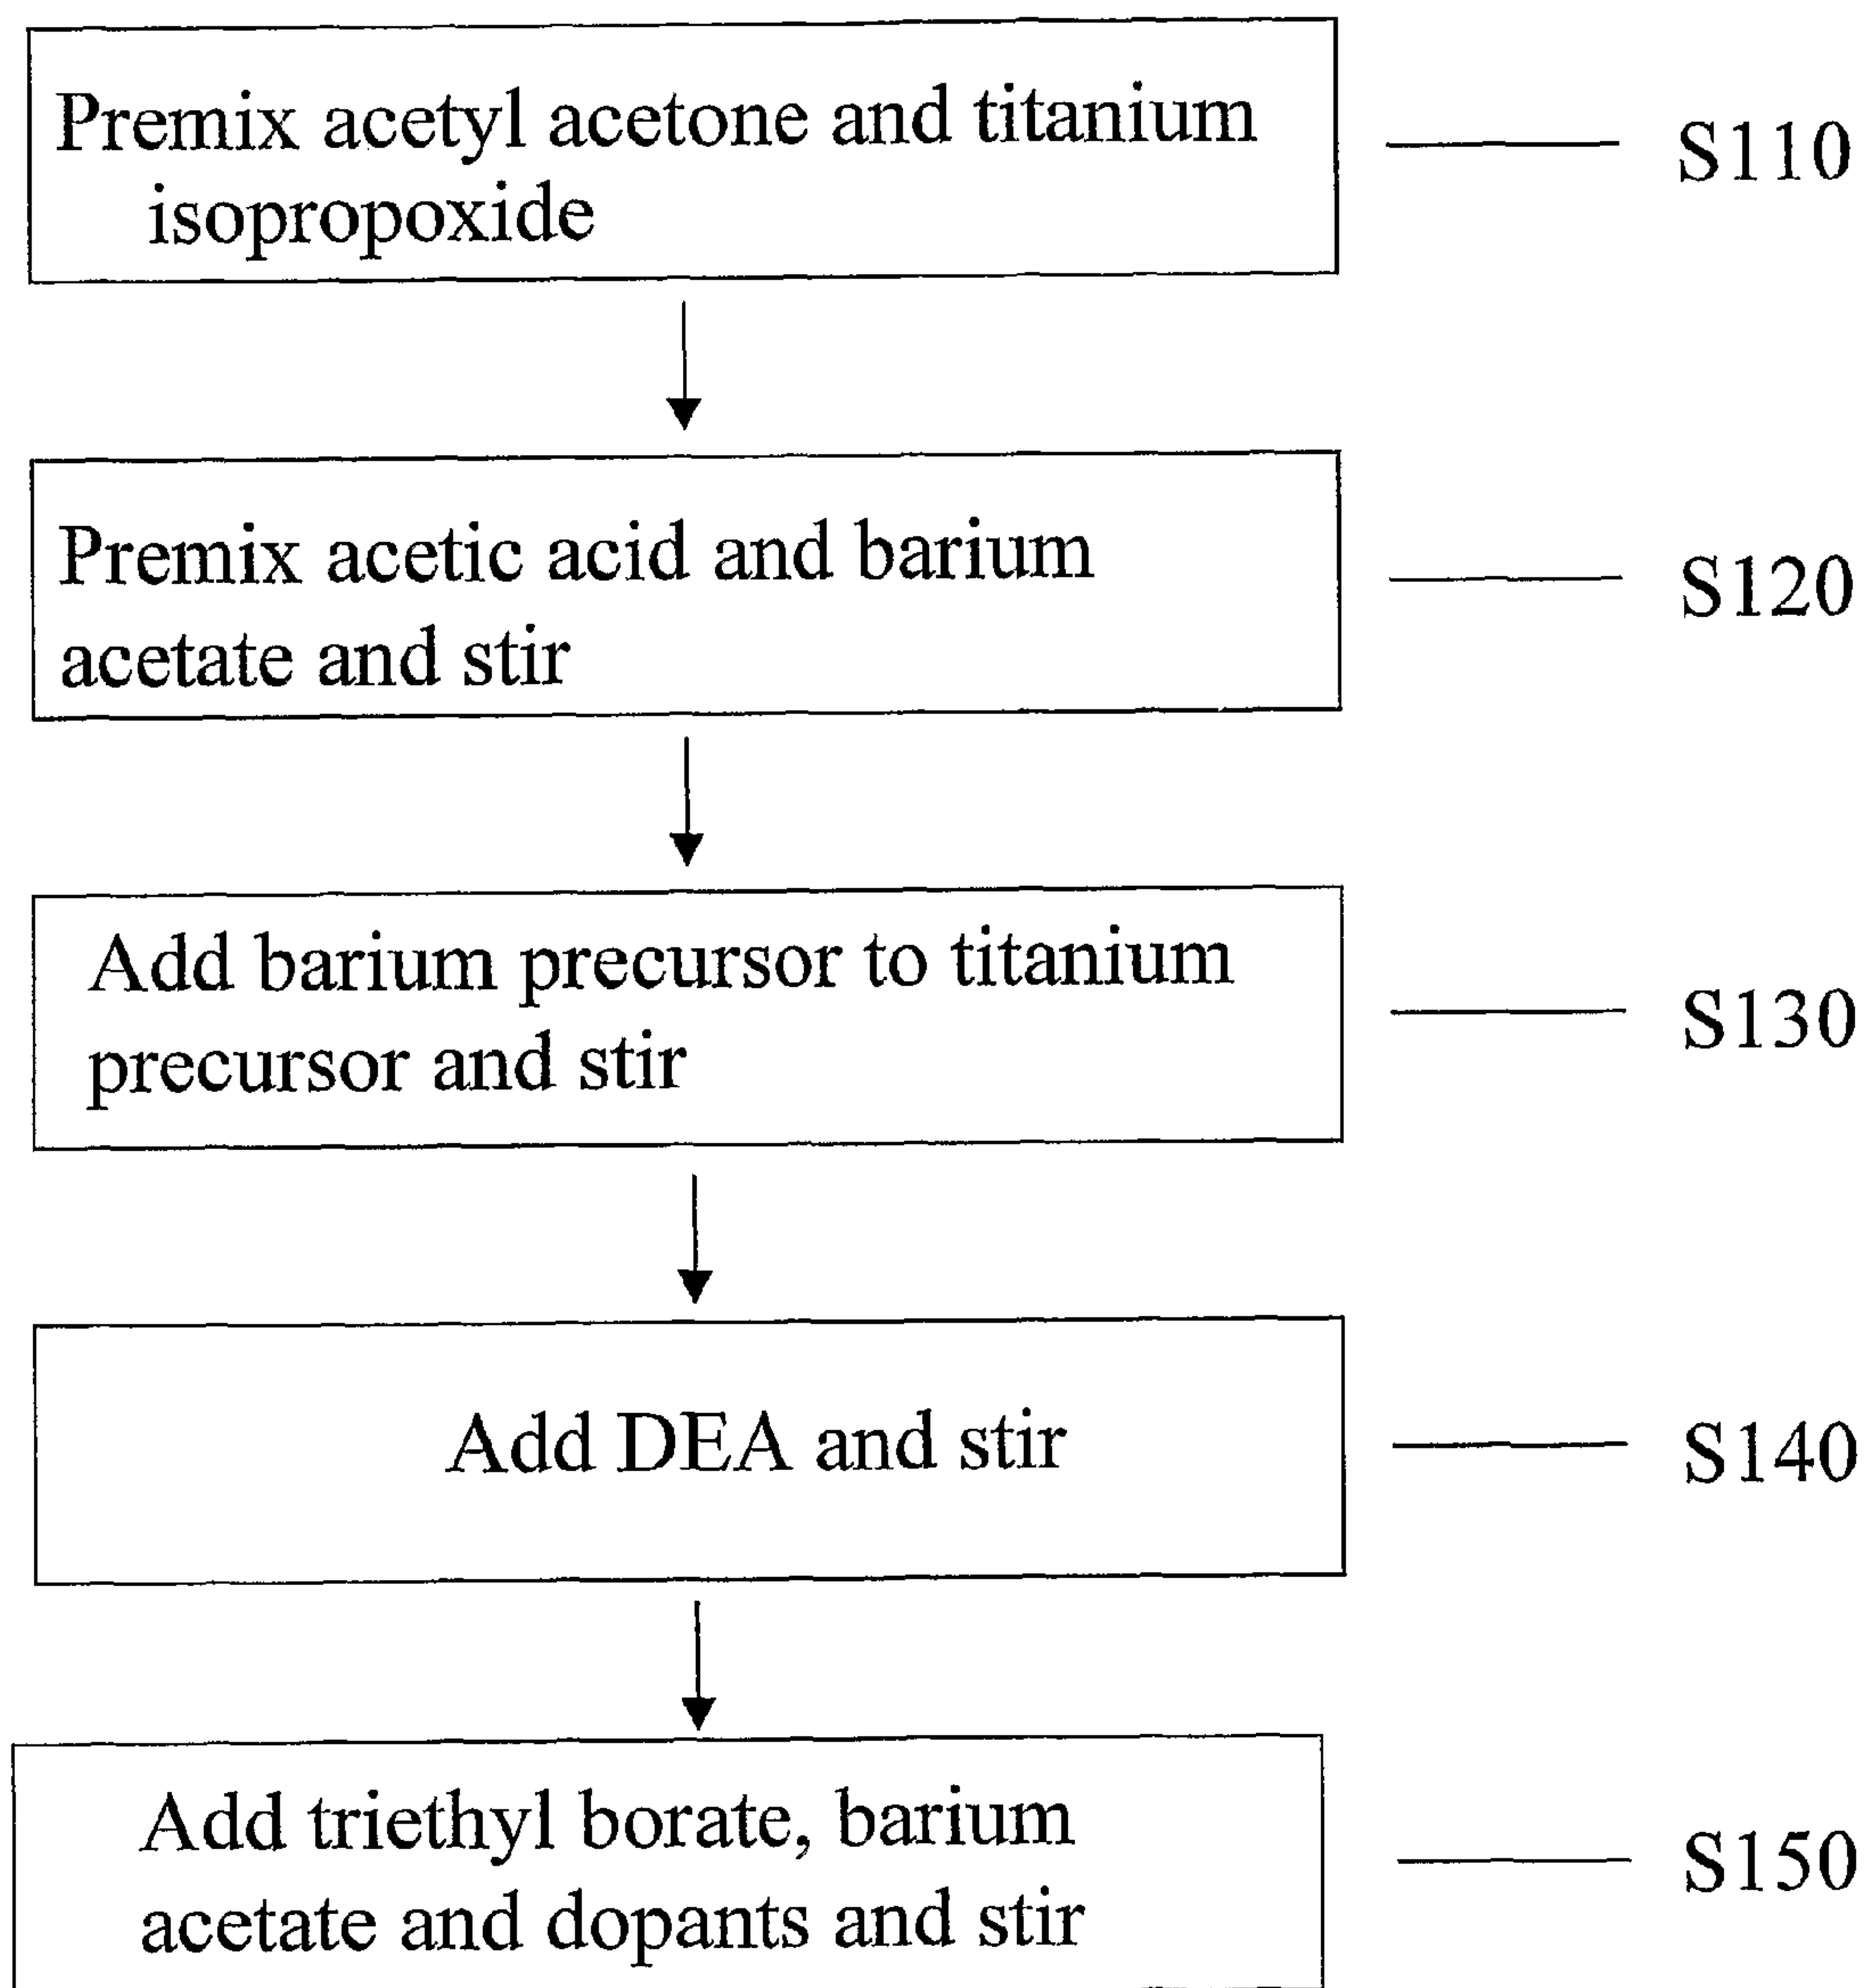 Premix acetyl acetone and titanium
isopropoxide
S110
Premix acetic acid and barium
acetate and stir
S120
Add barium precursor to titanium
precursor and stir
S130
Add DEA and stir
S140
Add triethyl borate, barium
acetate and dopants and stir
S150